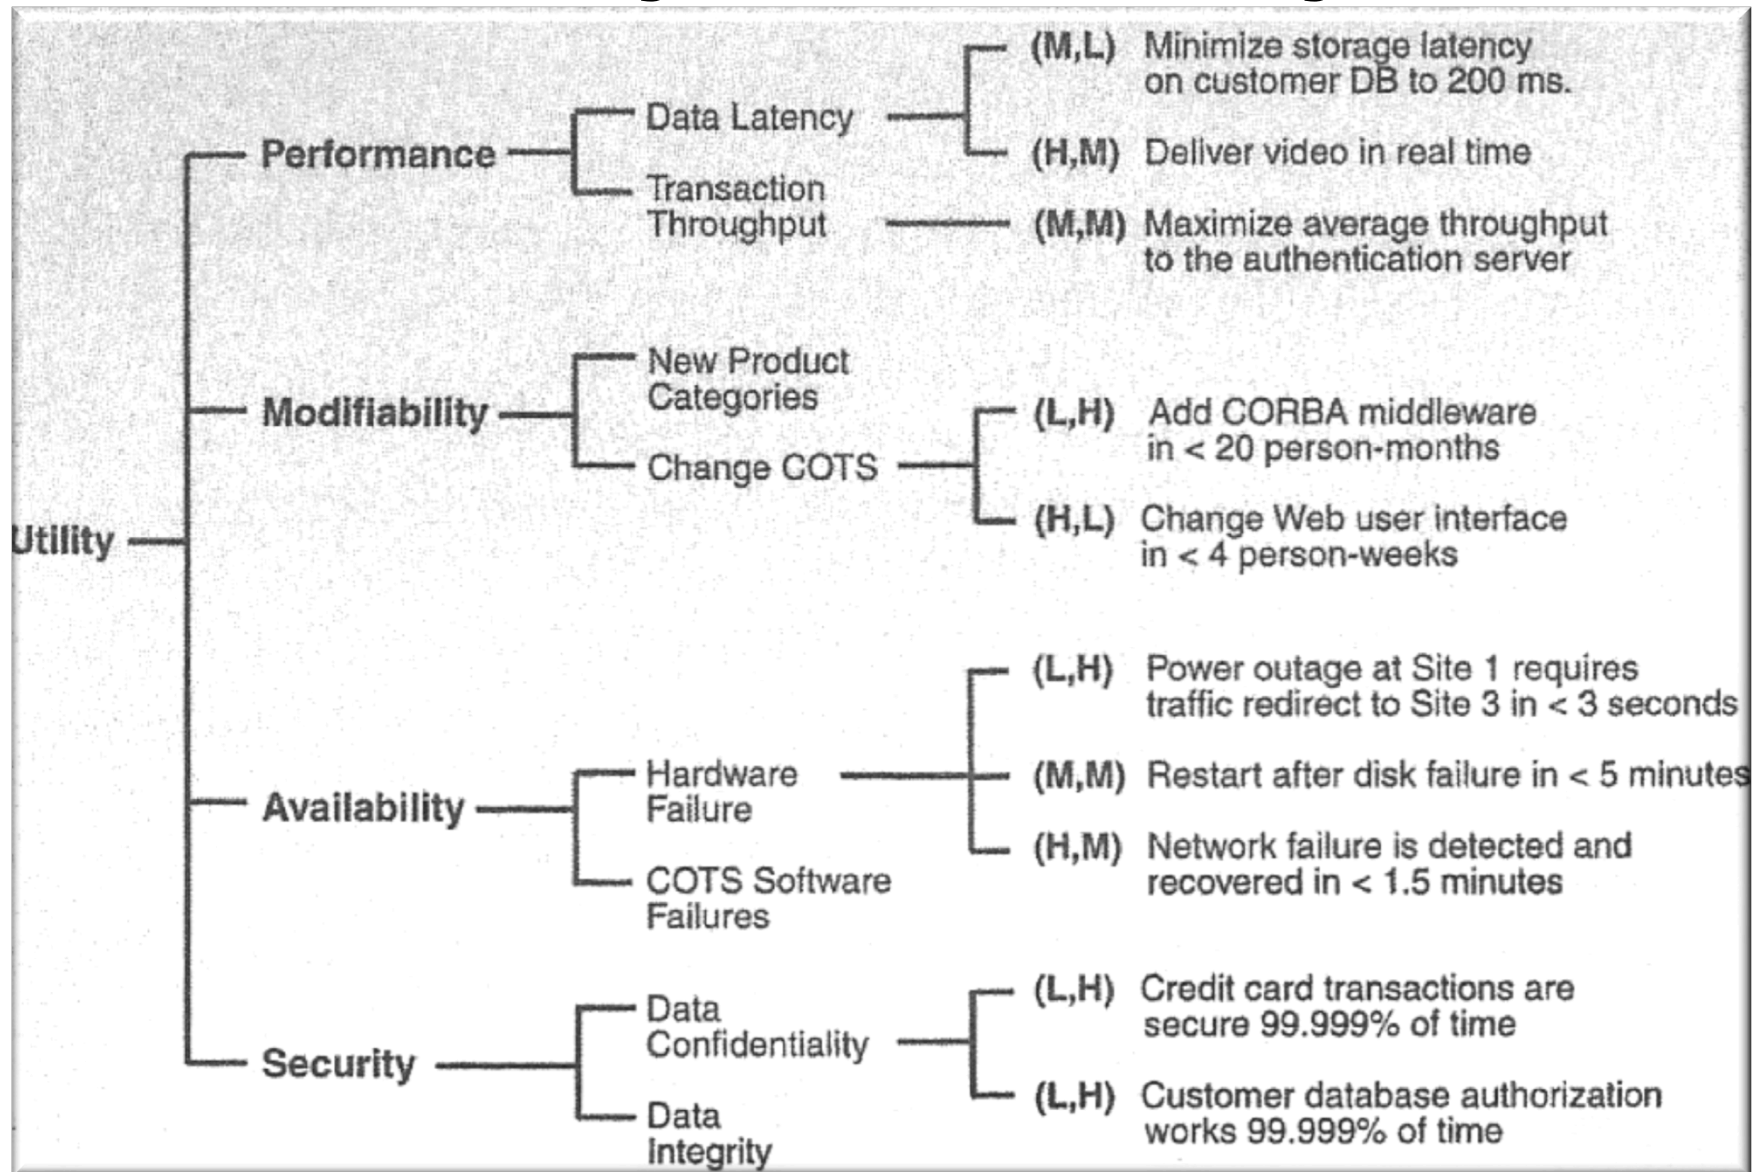 (M,L) Minimize storage latency
on customer DB to 200 ms.
Data Latency
Performance
(H,M) Deliver video in real time
Transaction
Throughput
(M,M) Maximize average throughput
to the authentication server
New Product
Categories
Modifiability
(L,H) Add CORBA middleware
in < 20 person-months
Change COTS
(H,L) Change Web user interface
in < 4 person-weeks
Utility
(L,H) Power outage at Site 1 requires
traffic redirect to Site 3 in < 3 seconds
Hardware
Failure
(M,M) Restart after disk failure in < 5 minutes
Availability
(H,M) Network failure is detected and
recovered in < 1.5 minutes
COTS Software
Failures
(L,H) Credit card transactions are
secure 99.999% of time
Data
Confidentiality
Security
(L,H) Customer database authorization
works 99.999% of time
Data
Integrity